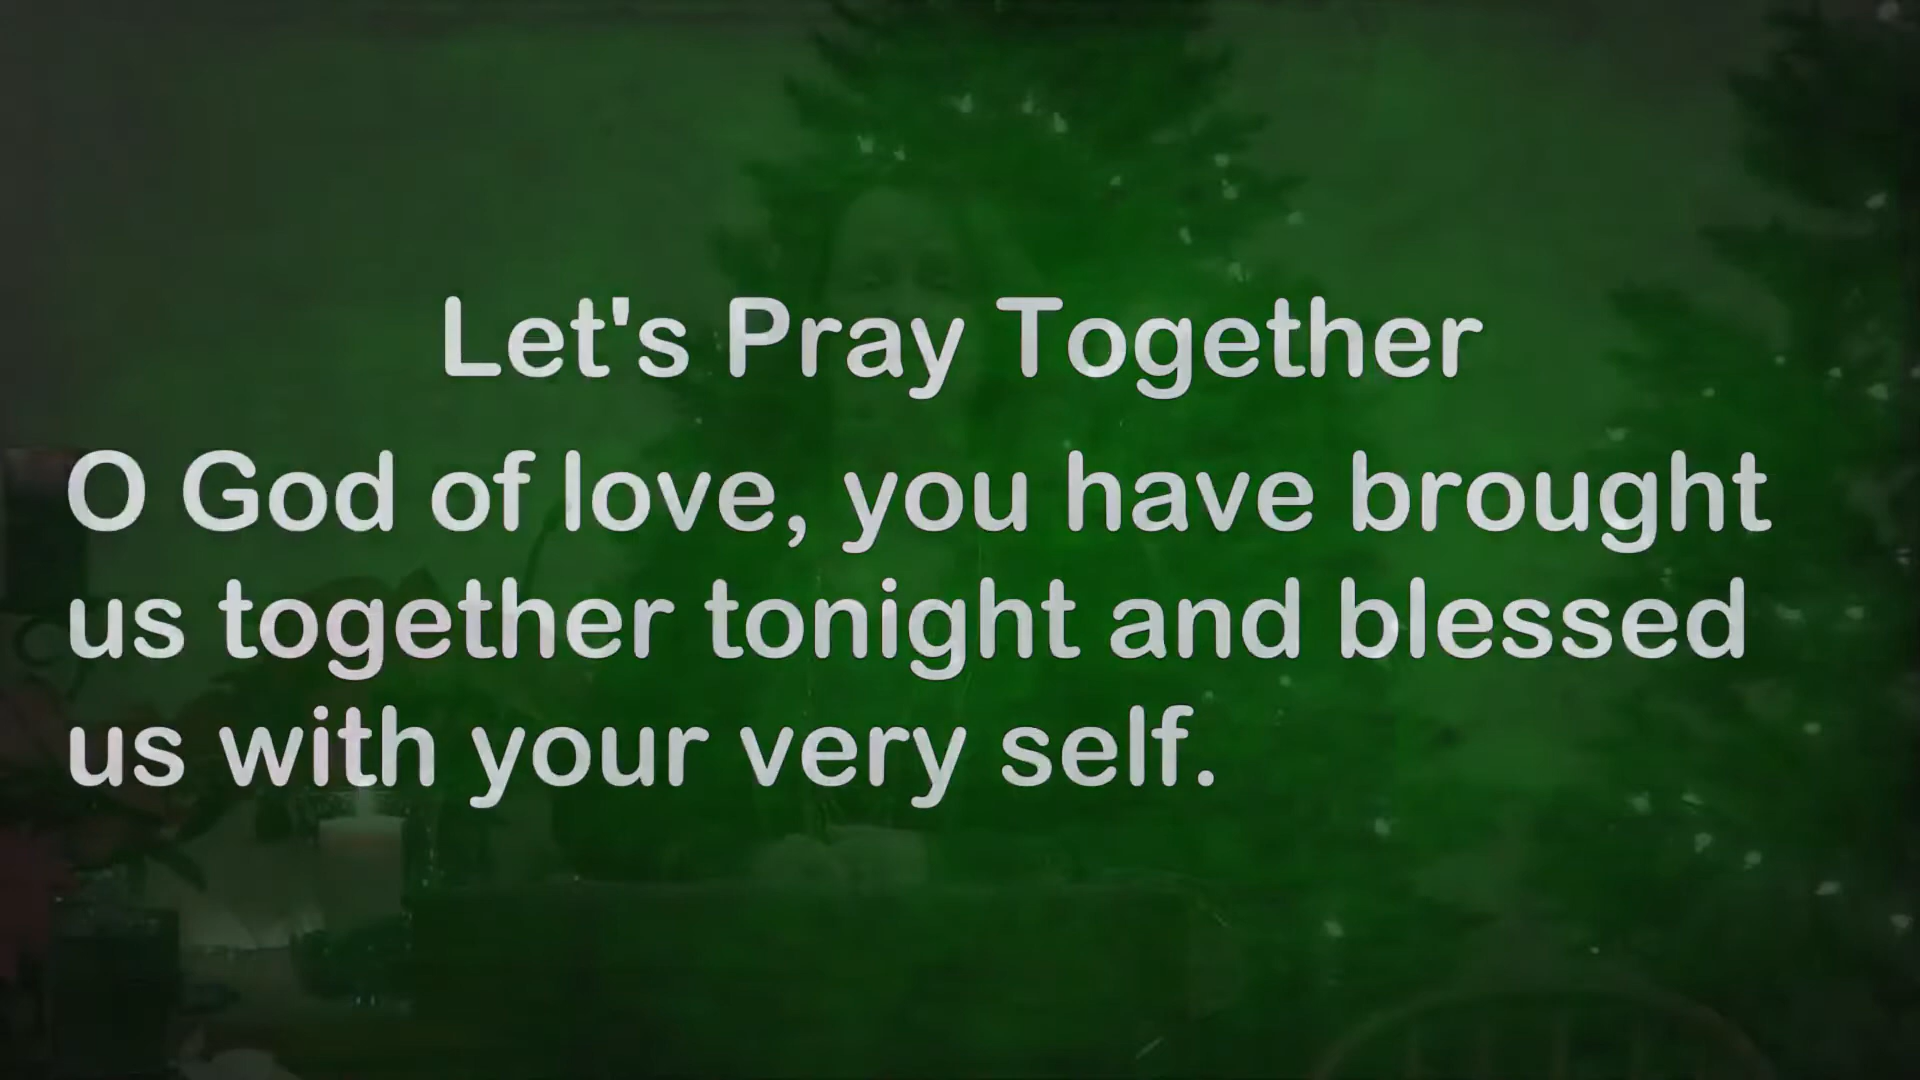 Let's Pray Together
O God of love, you have brought
us together tonight and blessed
us with your very self.